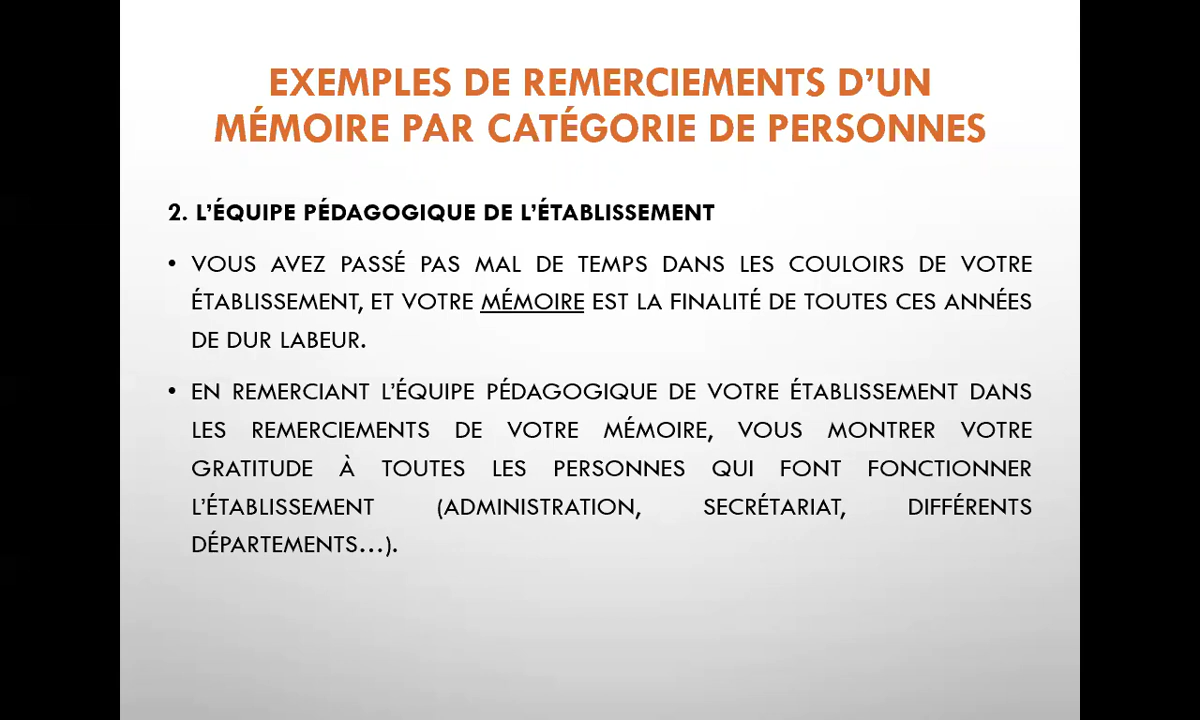 EXEMPLES DE REMERCIEMENTS D’UN
MÉMOIRE PAR CATÉGORIE DE PERSONNES
2. L’ÉQUIPE PÉDAGOGIQUE DE L’ÉTABLISSEMENT
• VOUS AVEZ PASSÉ PAS MAL DE TEMPS DANS LES COULOIRS DE VOTRE
ÉTABLISSEMENT, ET VOTRE MÉMOIRE EST LA FINALITÉ DE TOUTES CES ANNÉES
DE DUR LABEUR.
• EN REMERCIANT L’ÉQUIPE PÉDAGOGIQUE DE VOTRE ÉTABLISSEMENT DANS
LES REMERCIEMENTS DE VOTRE MÉMOIRE, VOUS MONTRER VOTRE
GRATITUDE À TOUTES LES PERSONNES QUI FONT FONCTIONNER
L’ÉTABLISSEMENT (ADMINISTRATION, SECRÉTARIAT, DIFFÉRENTS
DÉPARTEMENTS…).